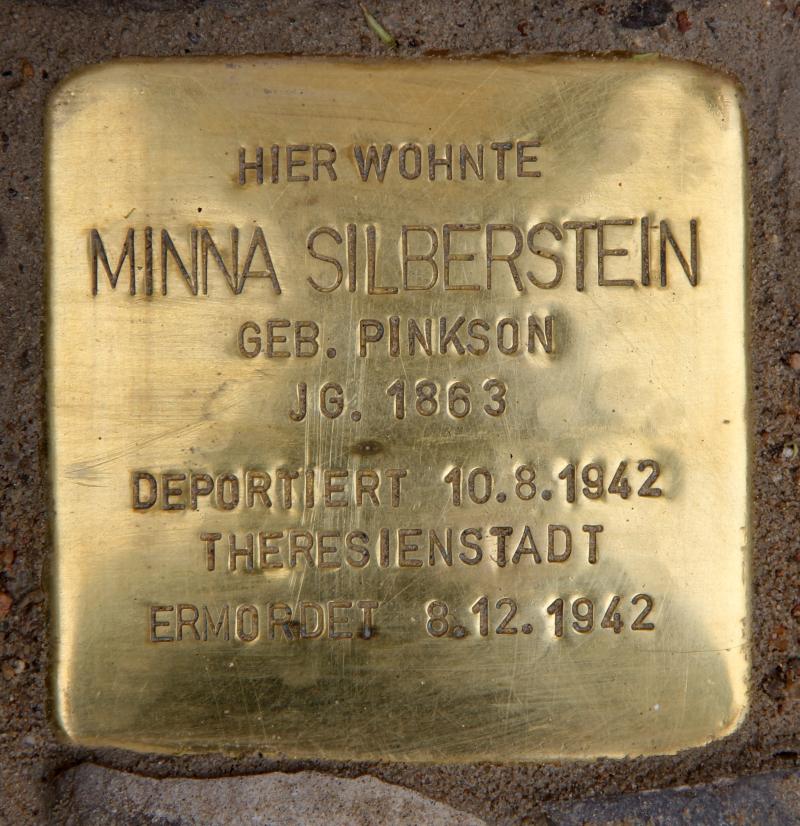 HIER WOHNTE
MINNA SILBERSTEIN
GEB. PINKSON
JG. 1863
DEPORTIERT 10.8.1942
THERESIENSTADT
ERMORDET 8.12.1942